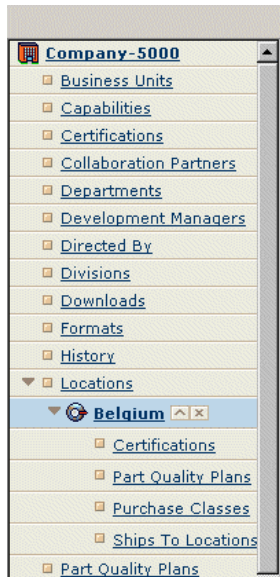 Company-5000
Business Units
Capabilities
Certifications
Collaboration Partners
Departments
Development Managers
Directed By
Divisions
Downloads
Formats
History
Locations
Belgium
Certifications
Part Quality Plans
Purchase Classes
Ships To Locations
Part Quality Plans